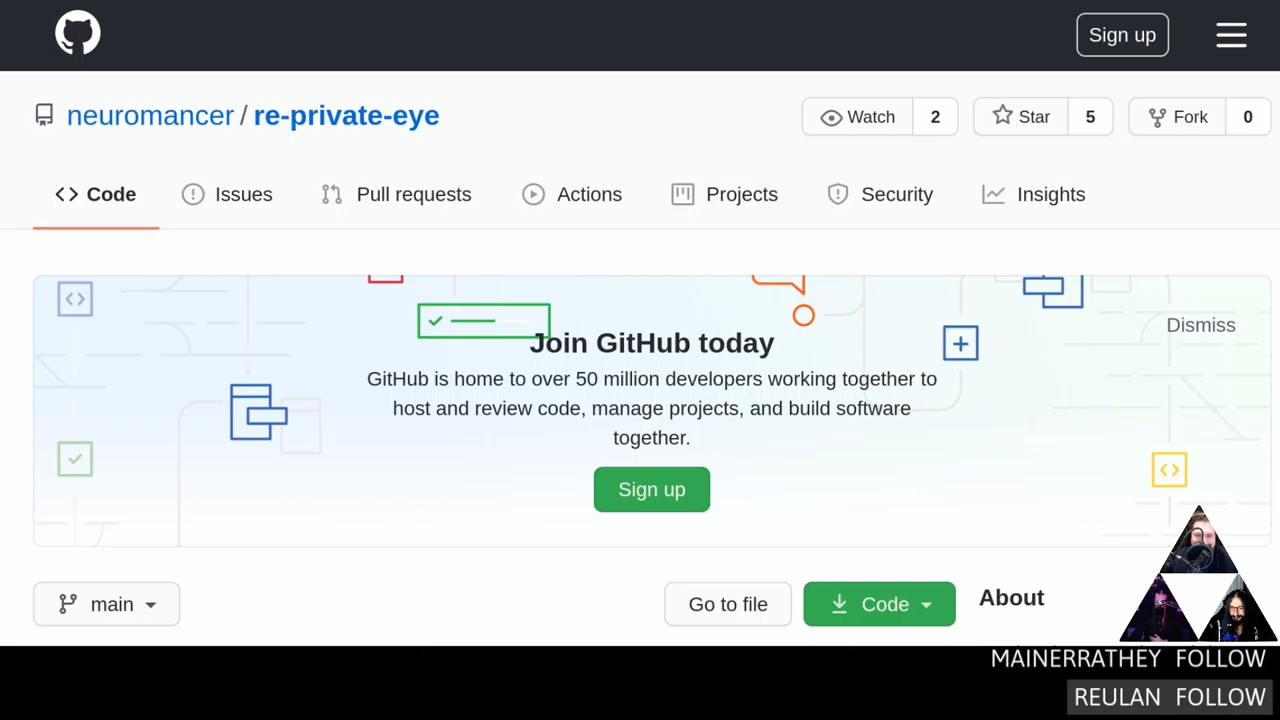 Sign up
neuromancer / re-private-eye
Watch 2
Star 5
Fork 0
Code
Issues
Pull requests
Actions
Projects
Security
Insights
Dismiss
Join GitHub today
GitHub is home to over 50 million developers working together to
host and review code, manage projects, and build software
together.
Sign up
main
Go to file
Code
About
MAINERRATHEY FOLLOW
REULAN FOLLOW